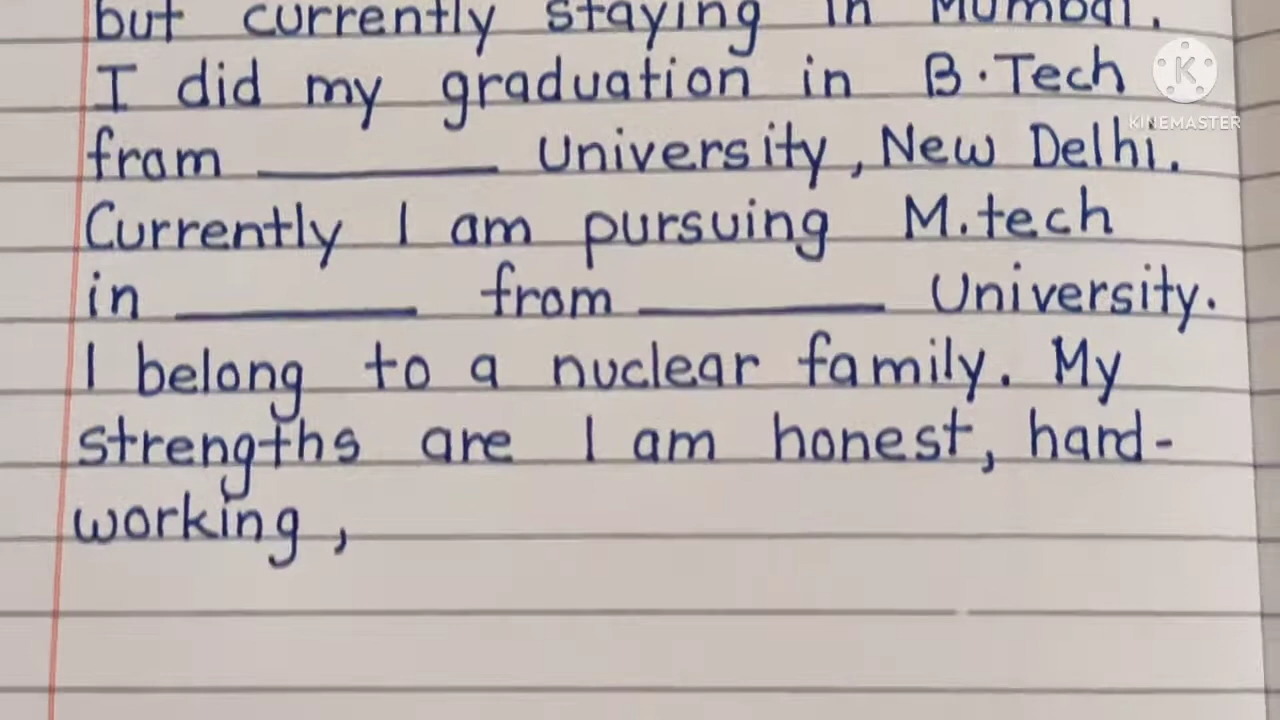 but currently staying in Mumbai.
I did my graduation in B.Tech
KINEMASTER
from ________ University, New Delhi.
Currently I am pursuing M.tech
in ________ from ________ University.
I belong to a nuclear family. My
strengths are I am honest, hard-
working,